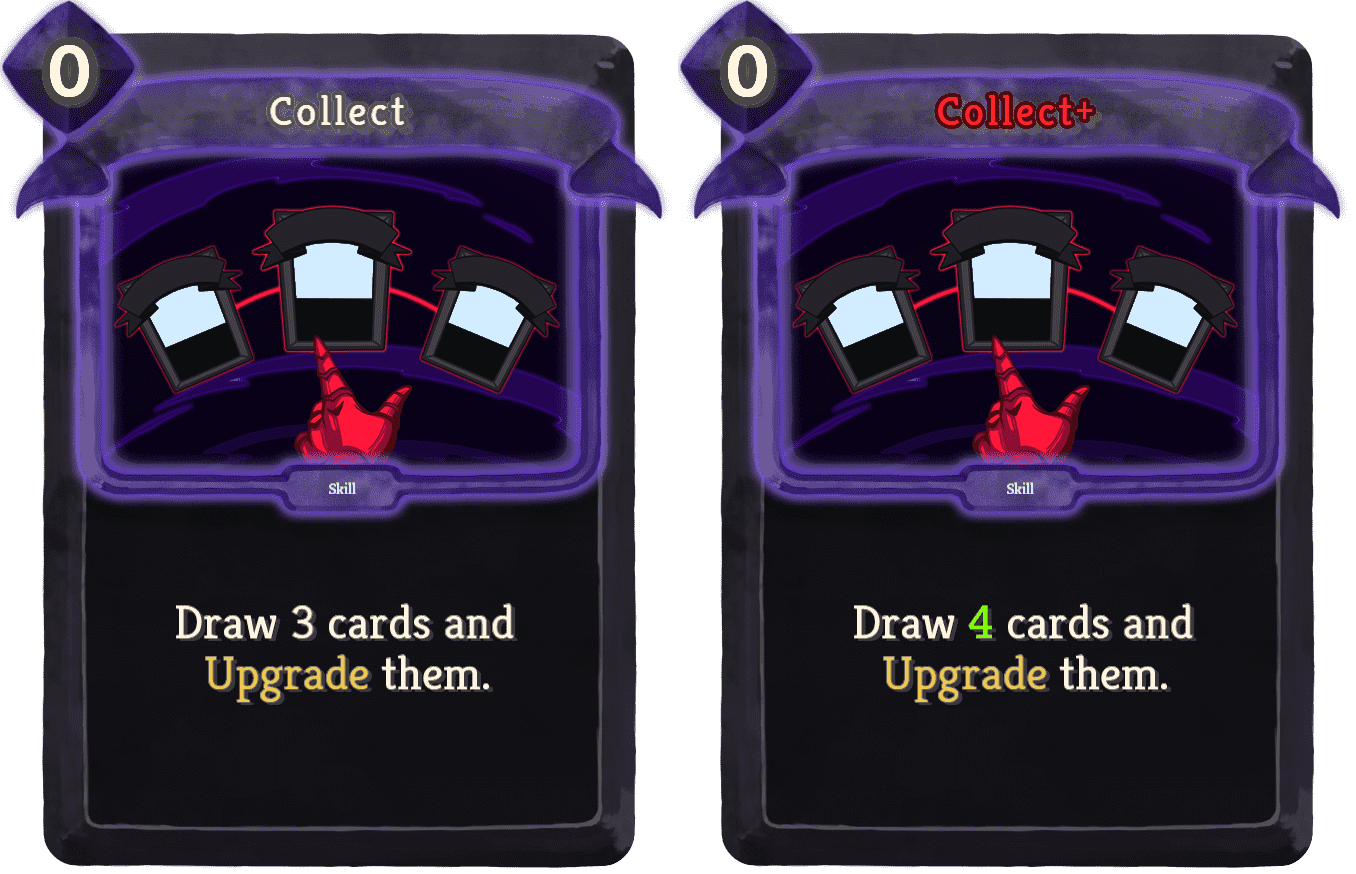 0
Collect
Skill
Draw 3 cards and
Upgrade them.
0
Collect+
Skill
Draw 4 cards and
Upgrade them.